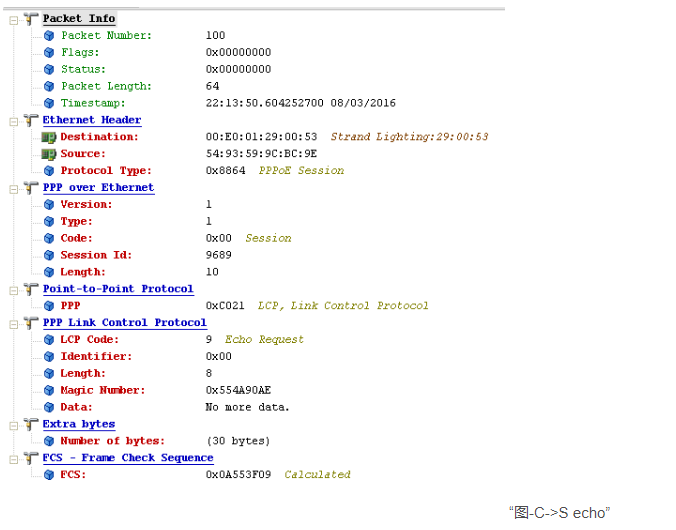 Packet Info
Packet Number: 100
Flags: 0x00000000
Status: 0x00000000
Packet Length: 64
Timestamp: 22:13:50.604252700 08/03/2016
Ethernet Header
Destination: 00:E0:01:29:00:53 Strand Lighting:29:00:53
Source: 54:93:59:9C:BC:9E
Protocol Type: 0x8864 PPPoE Session
PPP over Ethernet
Version: 1
Type: 1
Code: 0x00 Session
Session Id: 9689
Length: 10
Point-to-Point Protocol
PPP 0xC021 LCP, Link Control Protocol
PPP Link Control Protocol
LCP Code: 9 Echo Request
Identifier: 0x00
Length: 8
Magic Number: 0x554A90AE
Data: No more data.
Extra bytes
Number of bytes: (30 bytes)
FCS - Frame Check Sequence
FCS: 0x0A553F09 Calculated
“图-C->S echo”